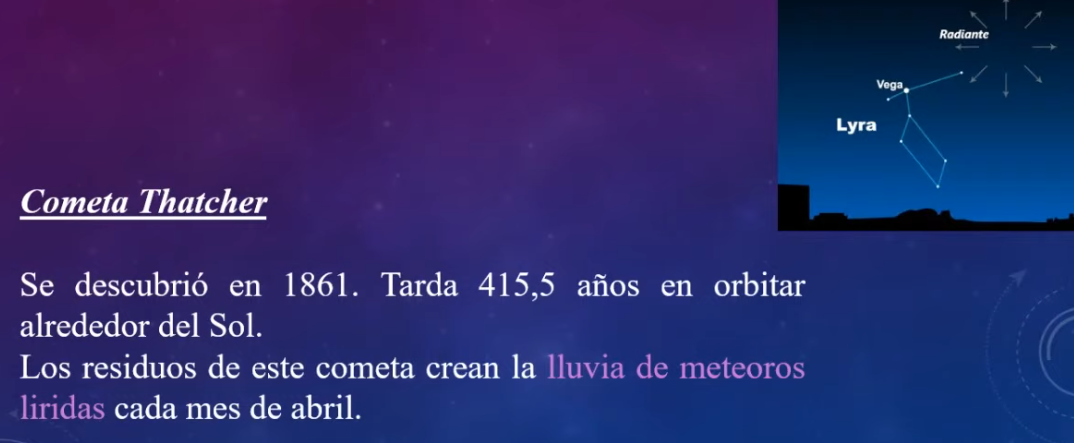 Radiante
Vega
Lyra
Cometa Thatcher
Se descubrió en 1861. Tarda 415,5 años en orbitar
alrededor del Sol.
Los residuos de este cometa crean la lluvia de meteoros
liridas cada mes de abril.